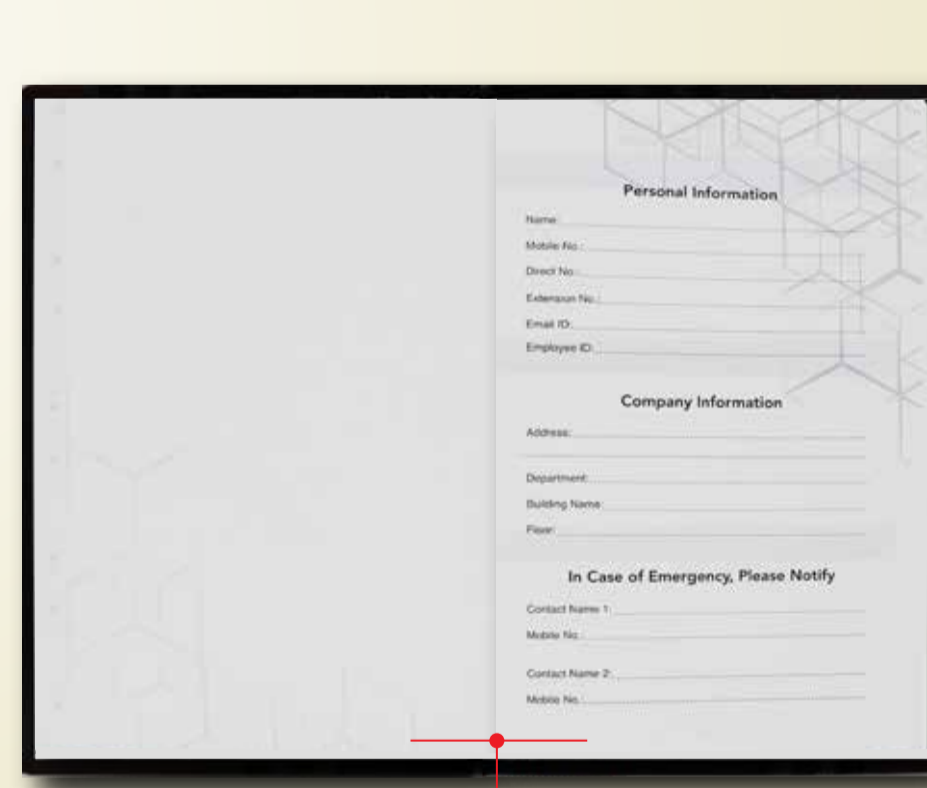 Personal Information
Name:
Mobile No.:
Direct No.:
Extension No.:
Email ID:
Employee ID:
Company Information
Address:
Department:
Building Name:
Floor:
In Case of Emergency, Please Notify
Contact Name 1:
Mobile No.:
Contact Name 2:
Mobile No.: